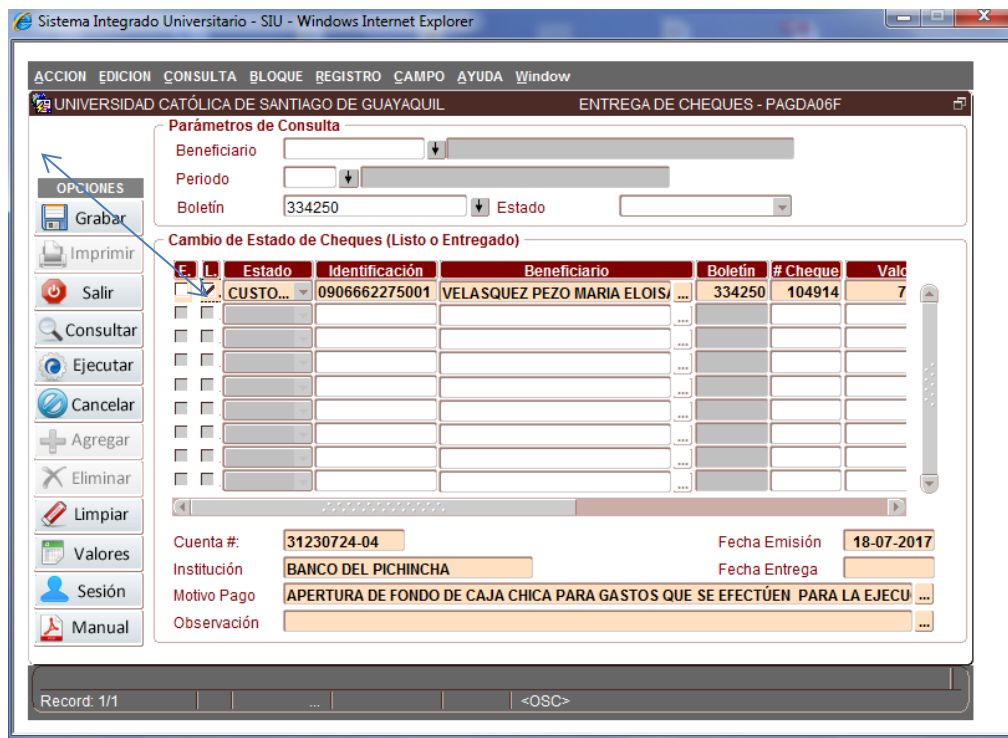 Sistema Integrado Universitario - SIU - Windows Internet Explorer
ACCION EDICION CONSULTA BLOQUE REGISTRO CAMPO AYUDA Window
UNIVERSIDAD CATÓLICA DE SANTIAGO DE GUAYAQUIL ENTREGA DE CHEQUES - PAGDA06F
Parámetros de Consulta
Beneficiario
Periodo
Boletín 334250 Estado
OPCIONES
Grabar
Imprimir
Salir
Consultar
Ejecutar
Cancelar
Agregar
Eliminar
Limpiar
Valores
Sesión
Manual
Cambio de Estado de Cheques (Listo o Entregado)
E. L. Estado Identificación Beneficiario Boletín # Cheque Valo
CUSTO... 0906662275001 VELASQUEZ PEZO MARIA ELOISA ... 334250 104914 7
...
...
...
...
...
...
...
...
Cuenta #: 31230724-04 Fecha Emisión 18-07-2017
Institución BANCO DEL PICHINCHA Fecha Entrega
Motivo Pago APERTURA DE FONDO DE CAJA CHICA PARA GASTOS QUE SE EFECTÚEN PARA LA EJECU ...
Observación ...
Record: 1/1 ... <OSC>